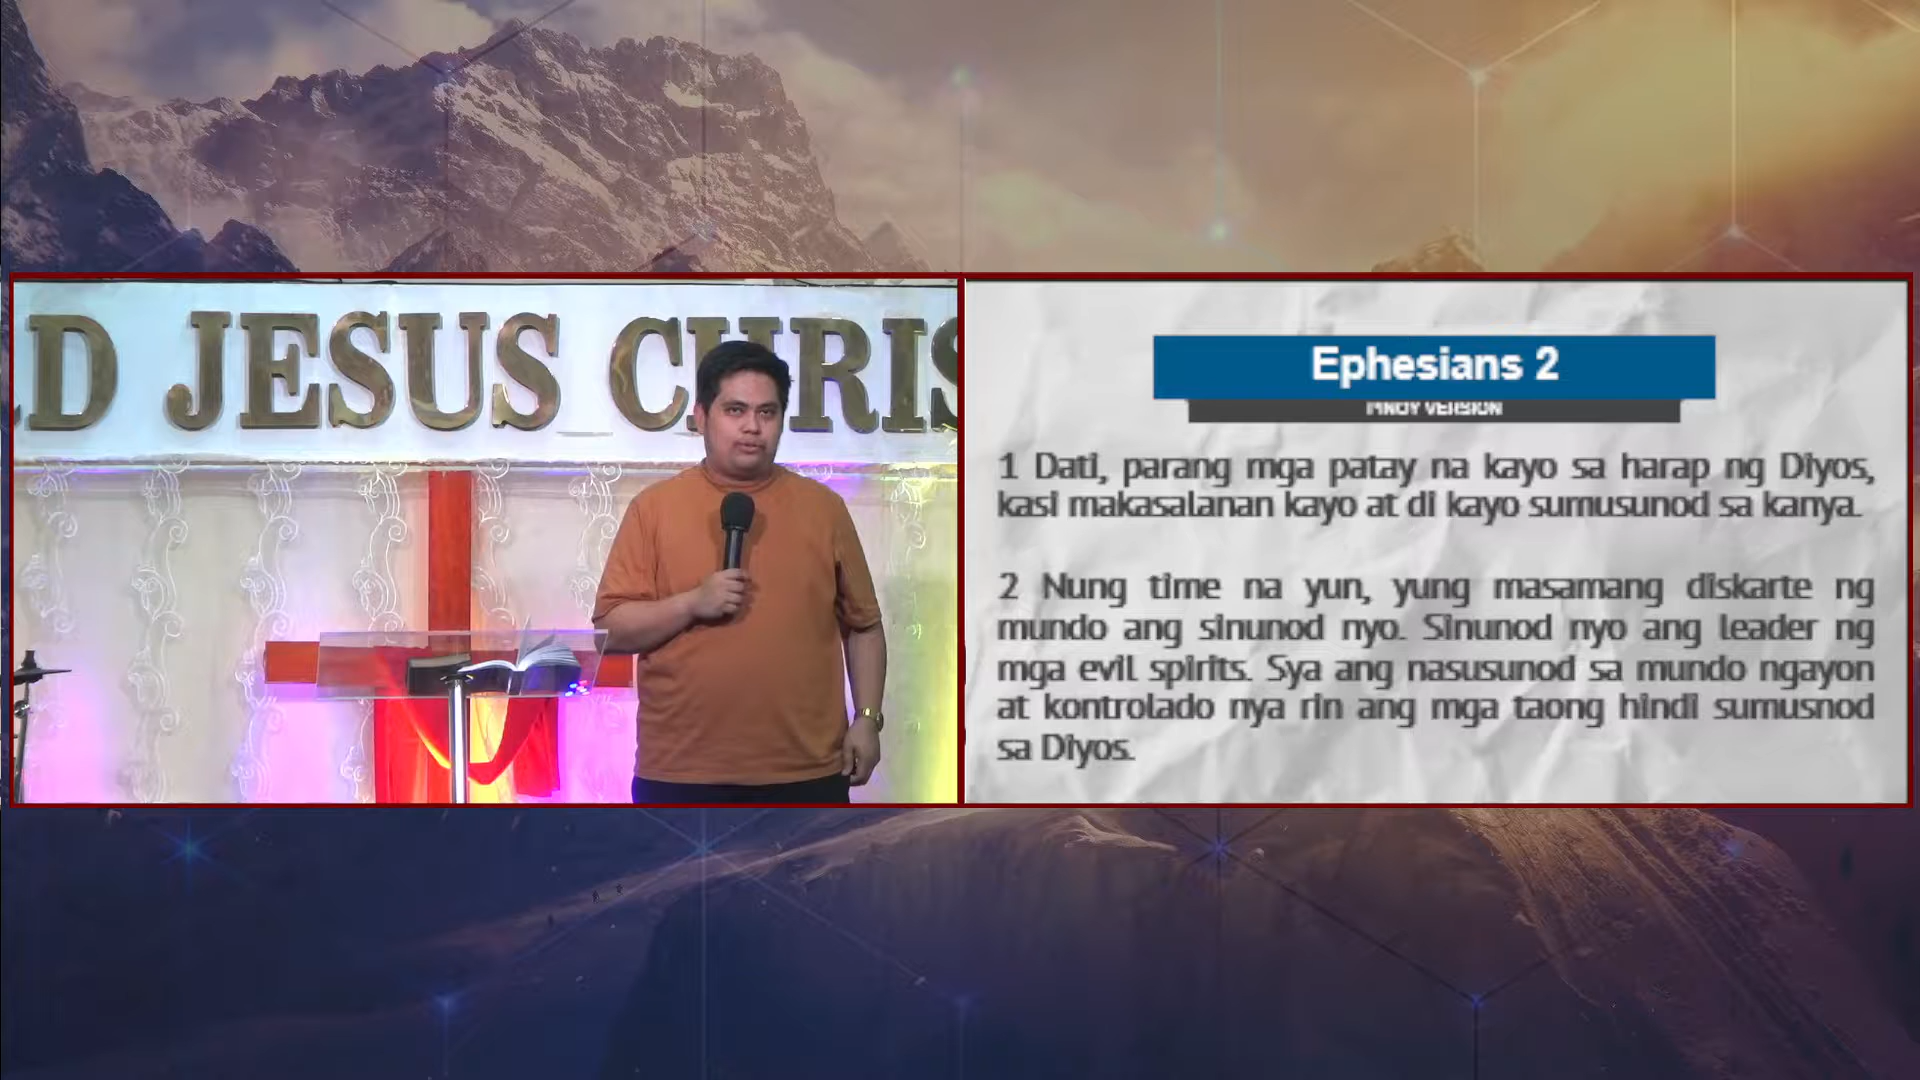 D JESUS CHRIS
Ephesians 2
PINOY VERSION
1 Dati, parang mga patay na kayo sa harap ng Diyos,
kasi makasalanan kayo at di kayo sumusunod sa kanya.
2 Nung time na yun, yung masamang diskarte ng
mundo ang sinunod nyo. Sinunod nyo ang leader ng
mga evil spirits. Sya ang nasusunod sa mundo ngayon
at kontrolado nya rin ang mga taong hindi sumusnod
sa Diyos.